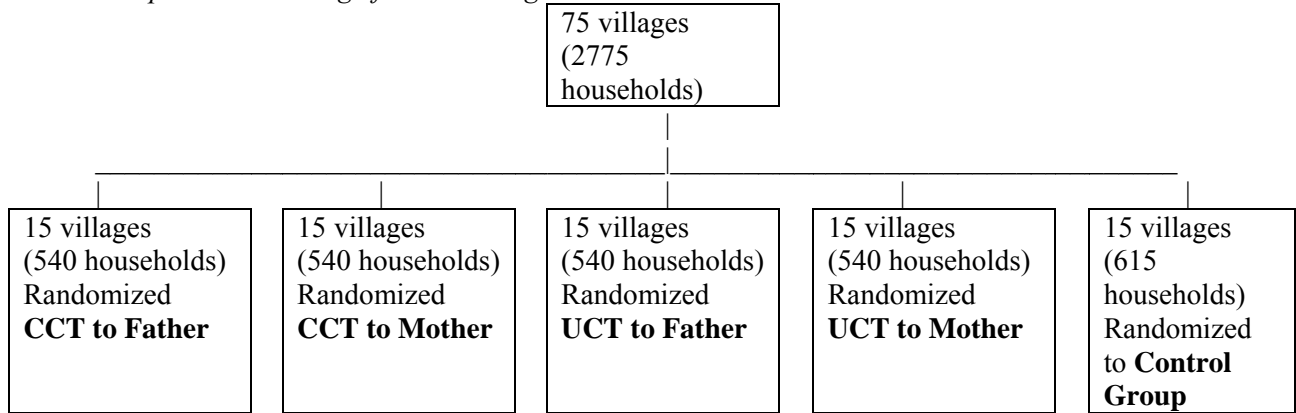 75 villages
(2775
households)
15 villages
(540 households)
Randomized
CCT to Father
15 villages
(540 households)
Randomized
CCT to Mother
15 villages
(540 households)
Randomized
UCT to Father
15 villages
(540 households)
Randomized
UCT to Mother
15 villages
(615
households)
Randomized
to Control
Group